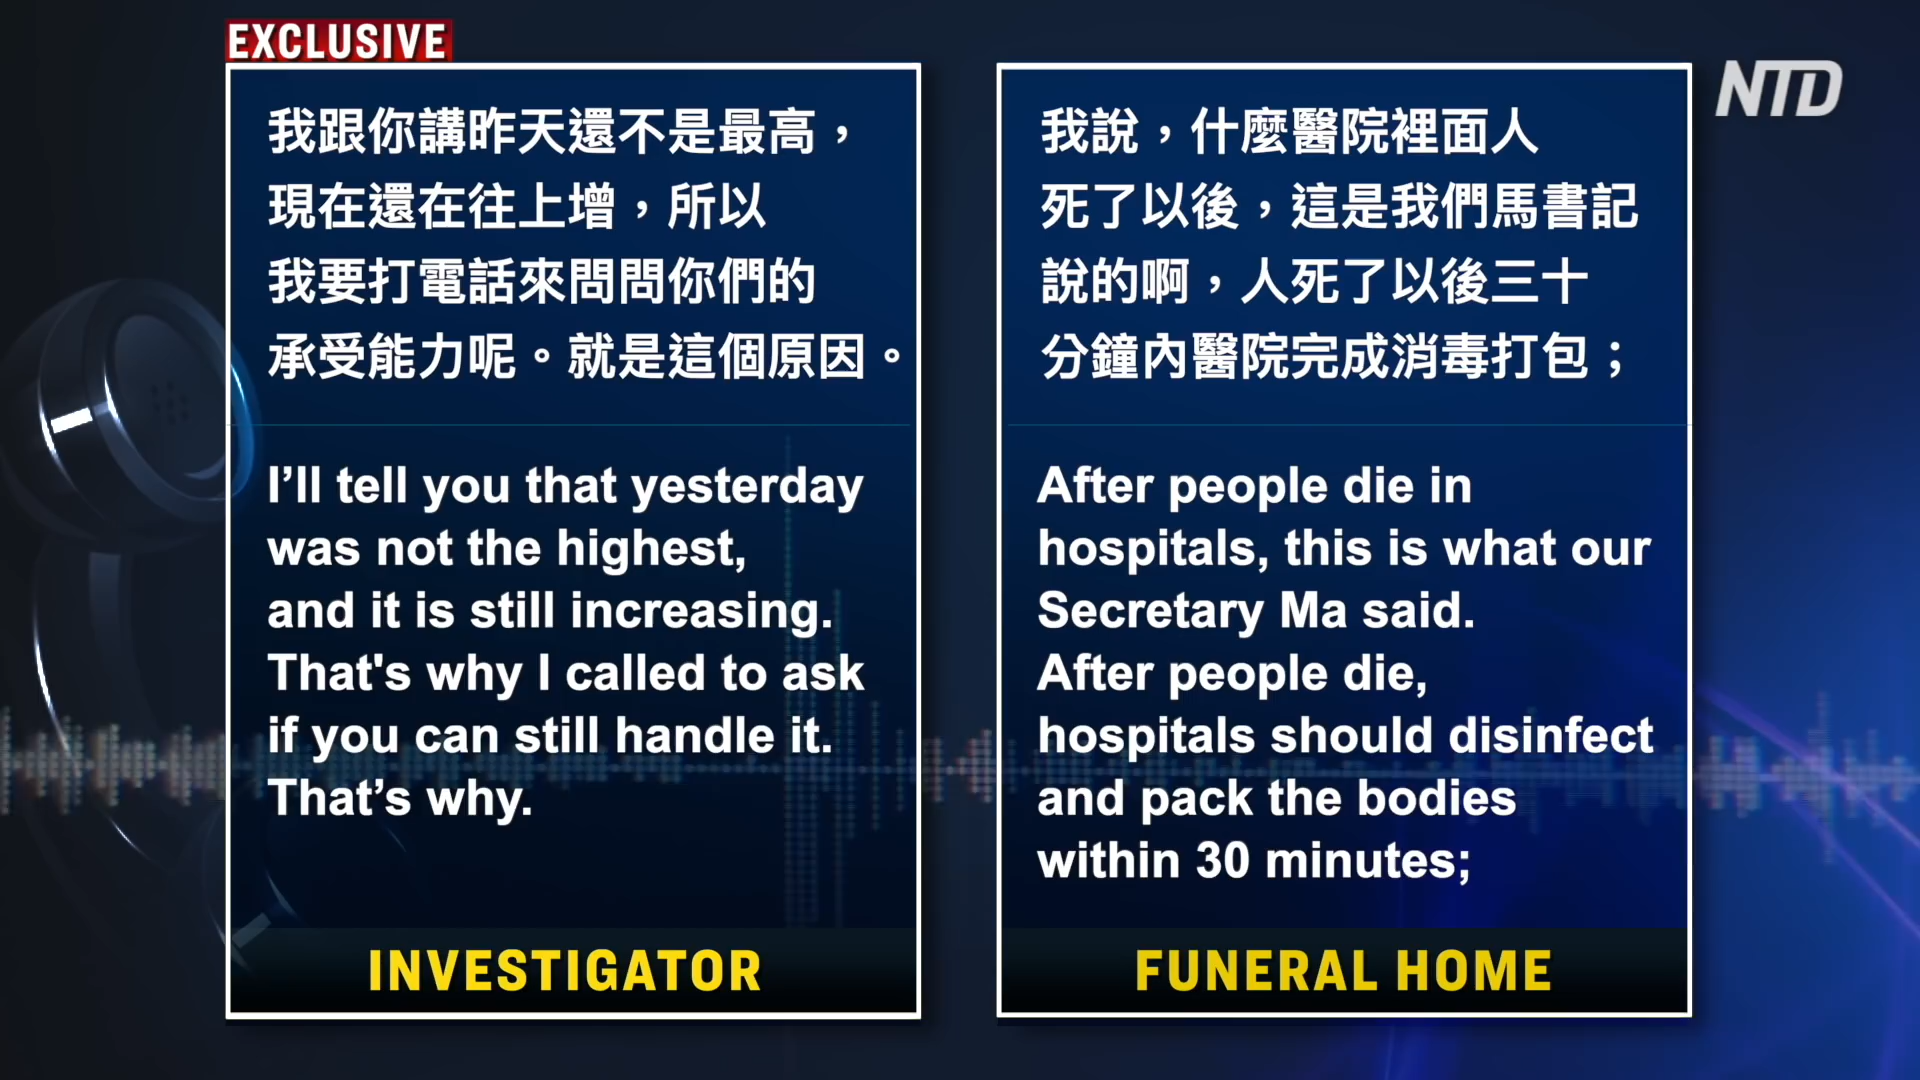 EXCLUSIVE
NTD
我跟你講昨天還不是最高，
現在還在往上增，所以
我要打電話來問問你們的
承受能力呢。就是這個原因。
I’ll tell you that yesterday
was not the highest,
and it is still increasing.
That's why I called to ask
if you can still handle it.
That’s why.
INVESTIGATOR
我說，什麼醫院裡面人
死了以後，這是我們馬書記
說的啊，人死了以後三十
分鐘內醫院完成消毒打包；
After people die in
hospitals, this is what our
Secretary Ma said.
After people die,
hospitals should disinfect
and pack the bodies
within 30 minutes;
FUNERAL HOME